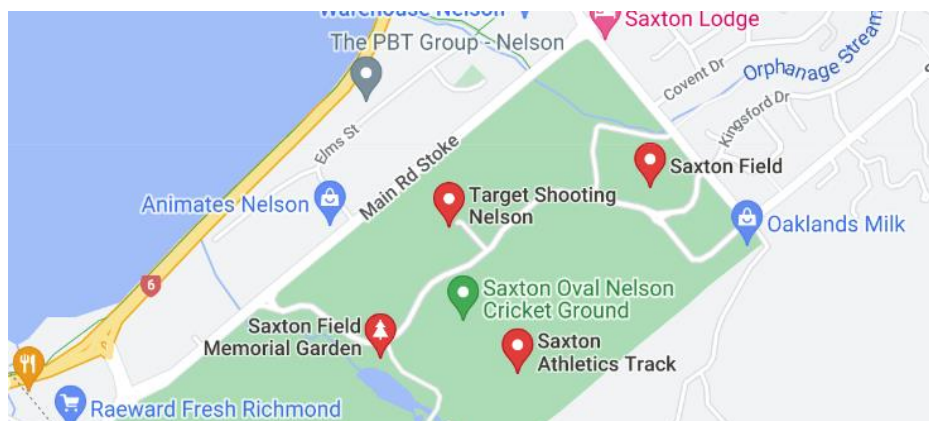 Warehouse Nelson
Saxton Lodge
The PBT Group - Nelson
Covent Dr
Orphanage Stream
Kingsford Dr
Elms St
Main Rd Stoke
Saxton Field
Animates Nelson
Target Shooting
Nelson
Oaklands Milk
6
Saxton Oval Nelson
Cricket Ground
Saxton Field
Memorial Garden
Saxton
Athletics Track
Raeward Fresh Richmond